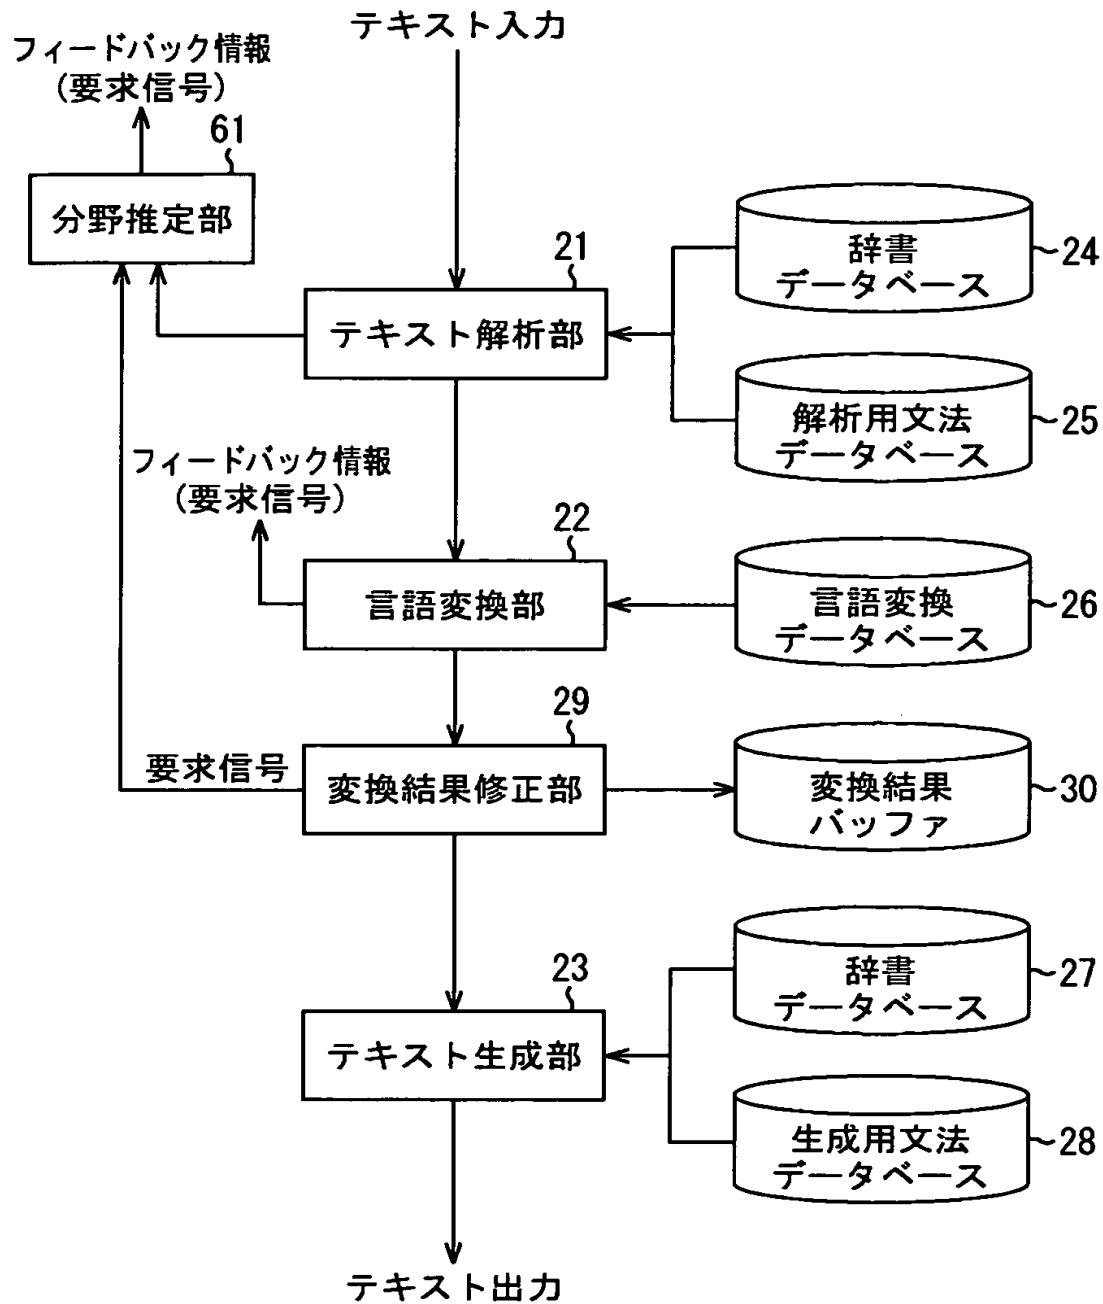 テキスト入力
フィードバック情報
(要求信号)
61
分野推定部
21
テキスト解析部
辞書
データベース
24
解析用文法
データベース
25
フィードバック情報
(要求信号)
22
言語変換部
言語変換
データベース
26
29
要求信号
変換結果修正部
変換結果
バッファ
30
23
テキスト生成部
辞書
データベース
27
生成用文法
データベース
28
テキスト出力